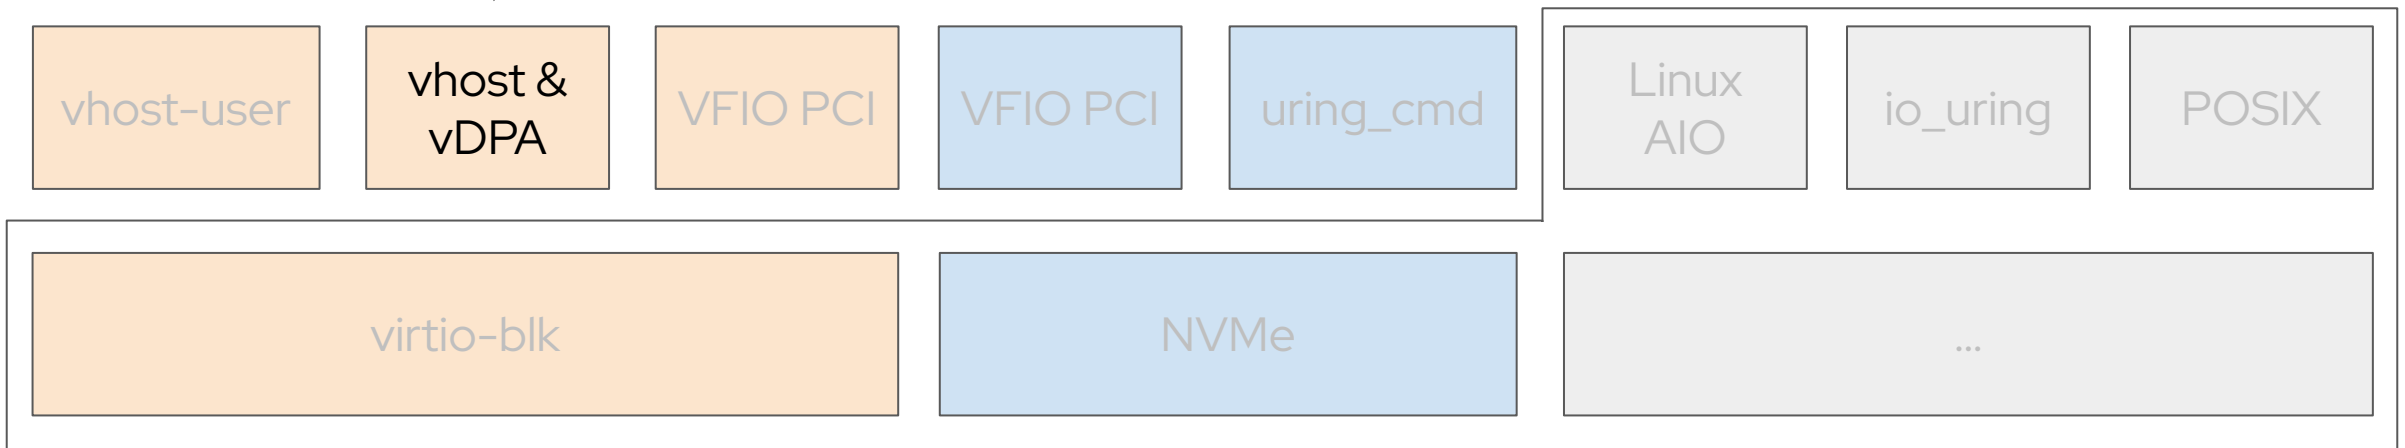 vhost-user
vhost &
vDPA
VFIO PCI
VFIO PCI
uring_cmd
Linux
AIO
io_uring
POSIX
virtio-blk
NVMe
...